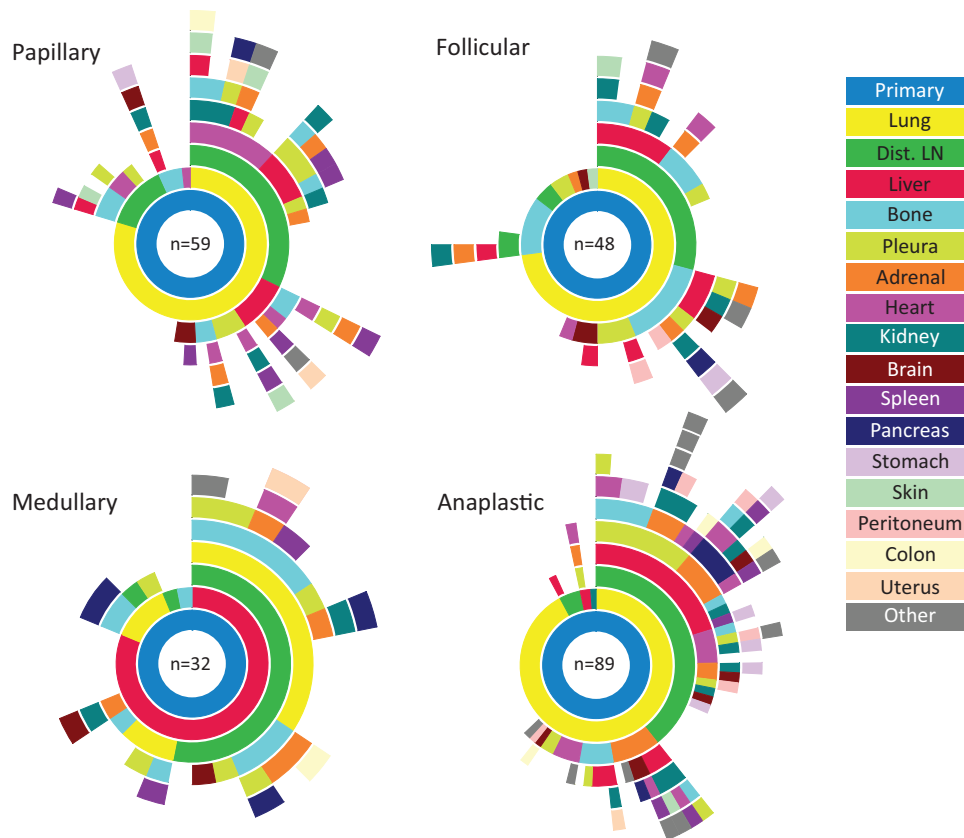 Papillary
Follicular
n=59
n=48
Medullary
Anaplastic
n=32
n=89
Primary
Lung
Dist. LN
Liver
Bone
Pleura
Adrenal
Heart
Kidney
Brain
Spleen
Pancreas
Stomach
Skin
Peritoneum
Colon
Uterus
Other